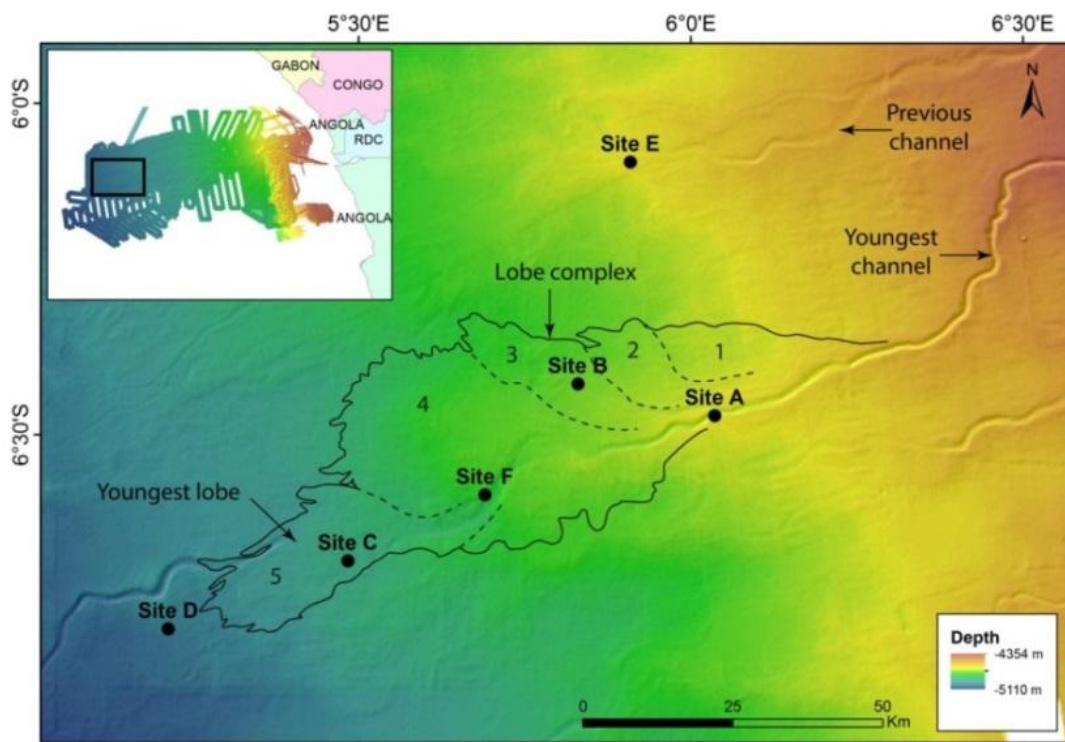 5°30'E
6°0'E
6°30'E
GABON
CONGO
ANGOLA
RDC
ANGOLA
N
6°0'S
Previous
channel
Site E
Youngest
channel
Lobe complex
3
2
1
Site B
Site A
4
6°30'S
Site F
Youngest lobe
Site C
5
Site D
Depth
-4354 m
-5110 m
0
25
50
Km